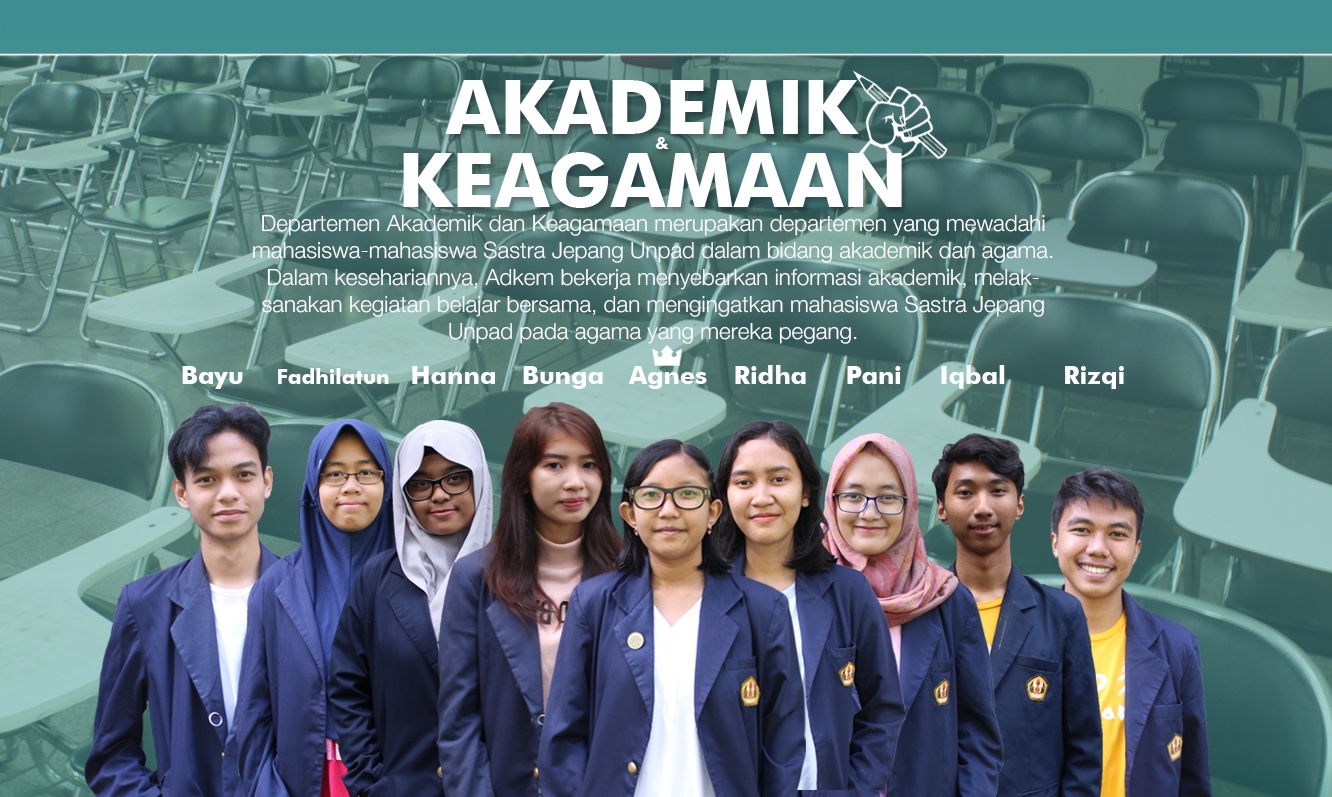 AKADEMIK
&
KEAGAMAAN
Departemen Akademik dan Keagamaan merupakan departemen yang mewadahi
mahasiswa-mahasiswa Sastra Jepang Unpad dalam bidang akademik dan agama.
Dalam kesehariannya, Adkem bekerja menyebarkan informasi akademik, melak-
sanakan kegiatan belajar bersama, dan mengingatkan mahasiswa Sastra Jepang
Unpad pada agama yang mereka pegang.
Bayu Fadhilatun Hanna Bunga Agnes Ridha Pani Iqbal Rizqi